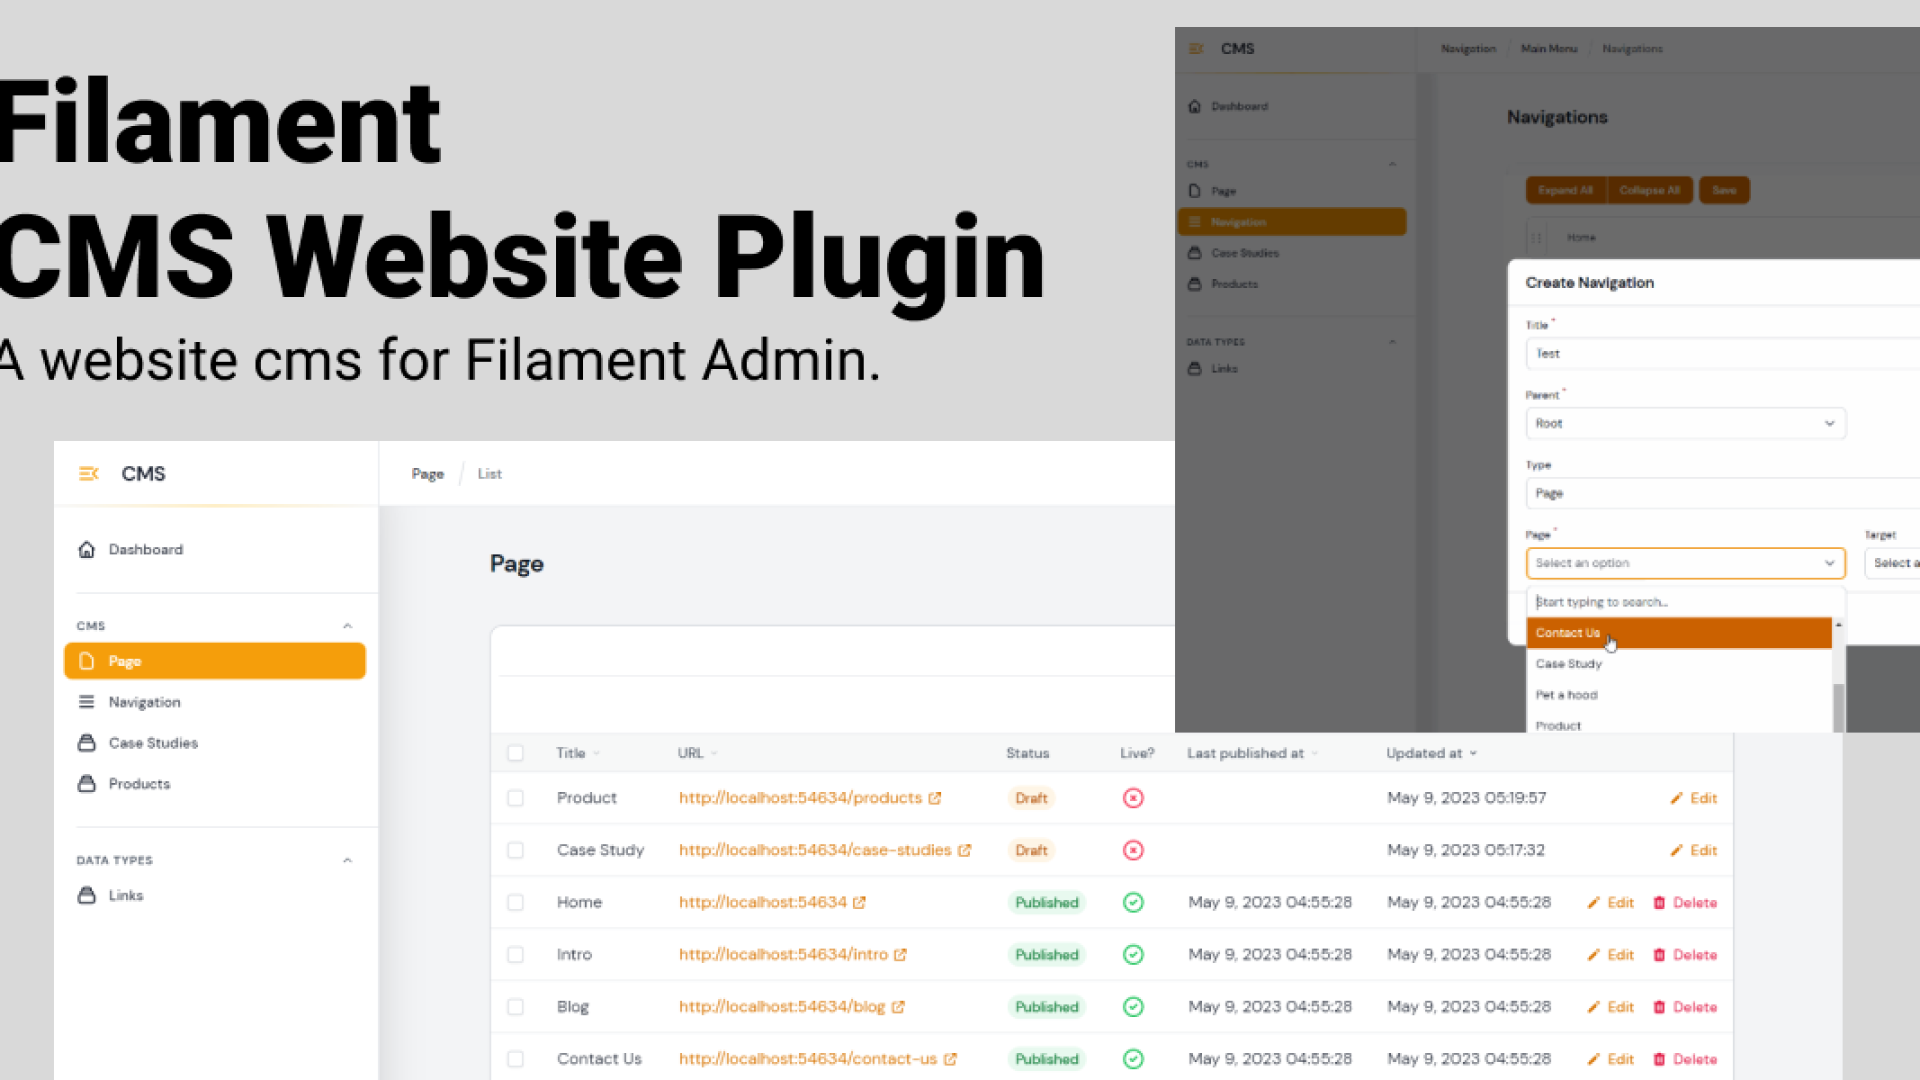 Filament
CMS Website Plugin
A website cms for Filament Admin.
CMS
Navigation / Main Menu / Navigations
Dashboard
CMS
Page
Navigation
Case Studies
Products
DATA TYPES
Links
Navigations
Expand All Collapse All Save
Home
Create Navigation
Title *
Test
Parent *
Root
Type
Page
Page * Target
Select an option Select a
Start typing to search...
Contact Us
Case Study
Pet a hood
Product
CMS
Page / List
Dashboard
CMS
Page
Navigation
Case Studies
Products
DATA TYPES
Links
Page
Title URL Status Live? Last published at Updated at
Product http://localhost:54634/products Draft May 9, 2023 05:19:57 Edit
Case Study http://localhost:54634/case-studies Draft May 9, 2023 05:17:32 Edit
Home http://localhost:54634 Published May 9, 2023 04:55:28 May 9, 2023 04:55:28 Edit Delete
Intro http://localhost:54634/intro Published May 9, 2023 04:55:28 May 9, 2023 04:55:28 Edit Delete
Blog http://localhost:54634/blog Published May 9, 2023 04:55:28 May 9, 2023 04:55:28 Edit Delete
Contact Us http://localhost:54634/contact-us Published May 9, 2023 04:55:28 May 9, 2023 04:55:28 Edit Delete